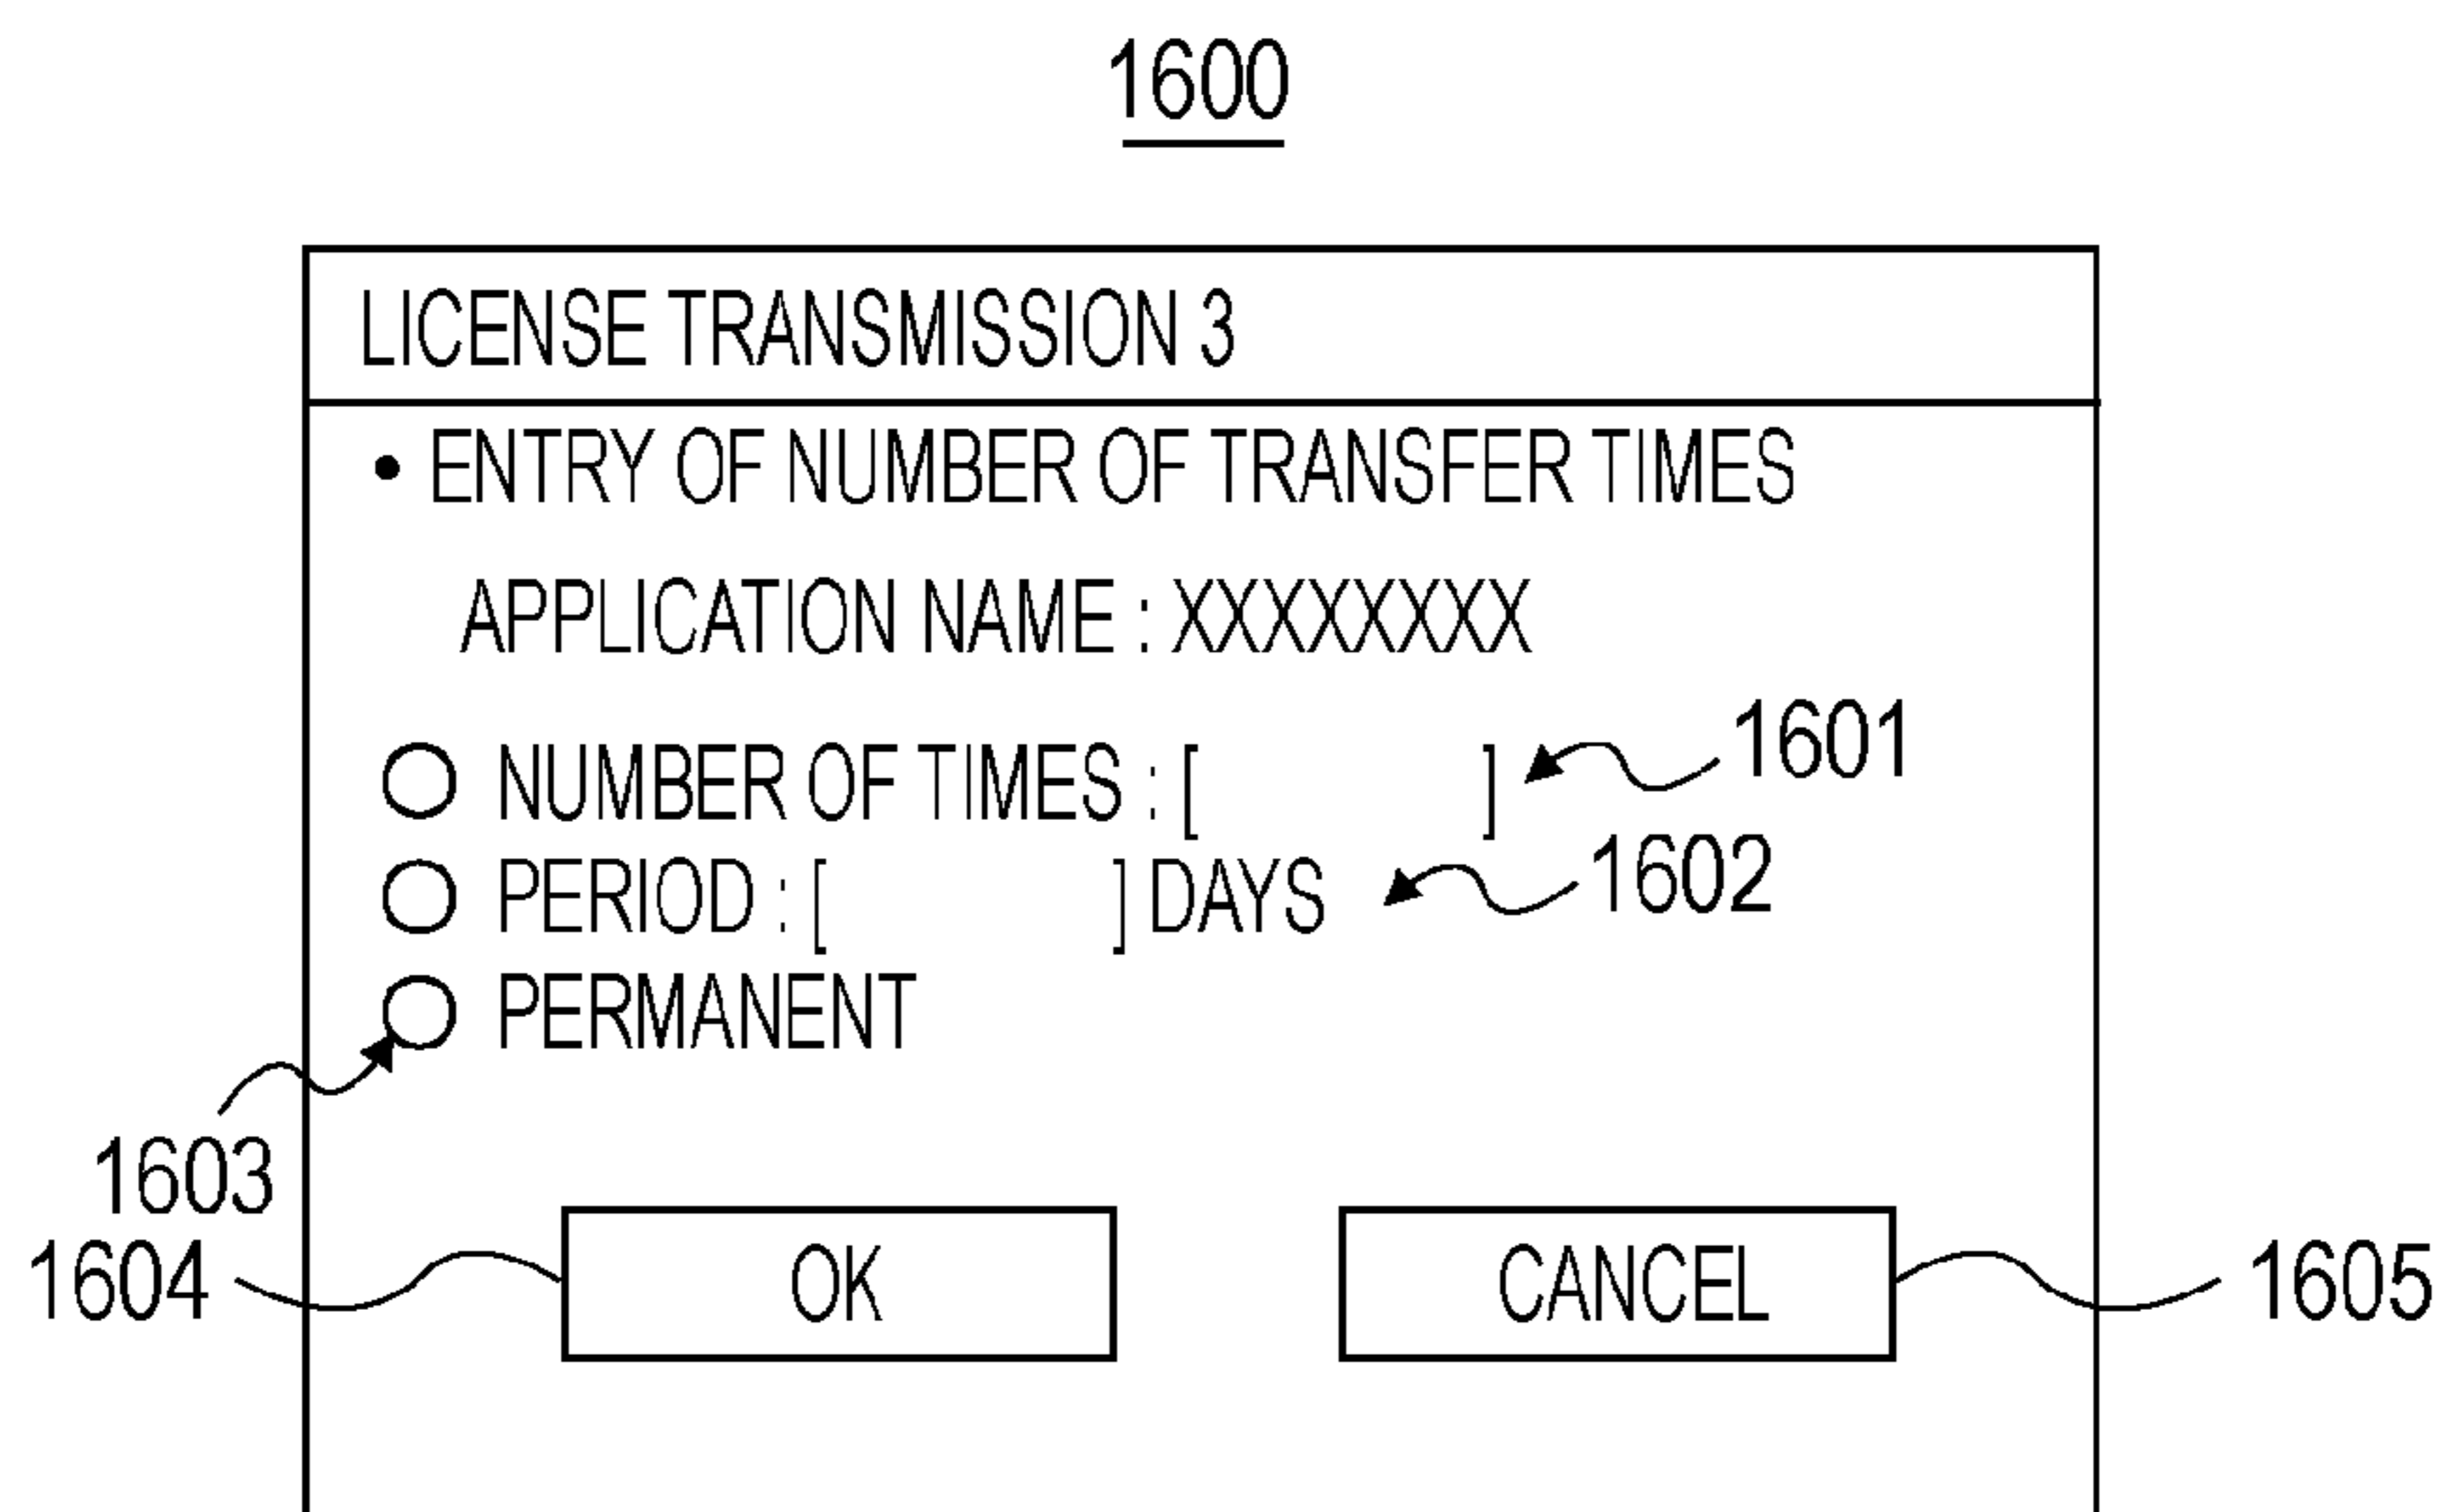 1600
LICENSE TRANSMISSION 3
• ENTRY OF NUMBER OF TRANSFER TIMES
APPLICATION NAME : XXXXXXXX
NUMBER OF TIMES : [ ] 1601
PERIOD : [ ] DAYS 1602
PERMANENT
1603
1604 OK CANCEL 1605